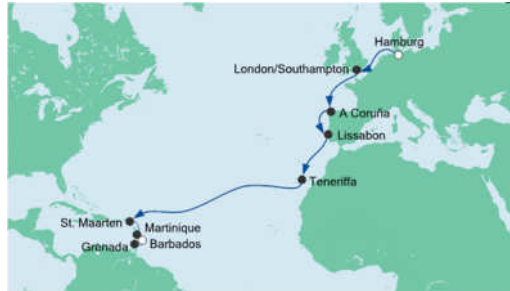 Hamburg
London/Southampton
A Coruña
Lissabon
Teneriffa
St. Maarten
Martinique
Barbados
Grenada